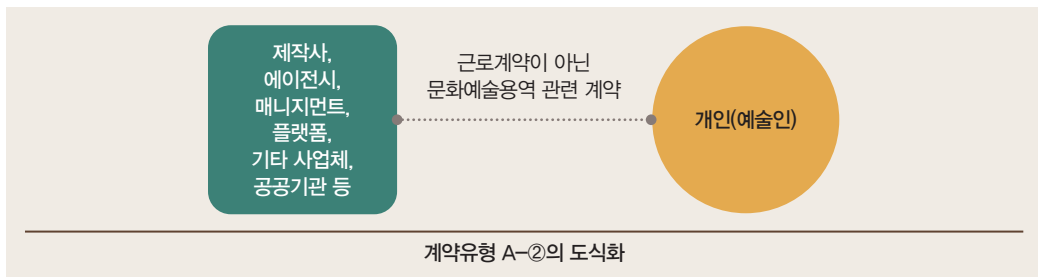 제작사,
에이전시,
매니지먼트,
플랫폼,
기타 사업체,
공공기관 등
근로계약이 아닌
문화예술용역 관련 계약
개인(예술인)
계약유형 A-②의 도식화